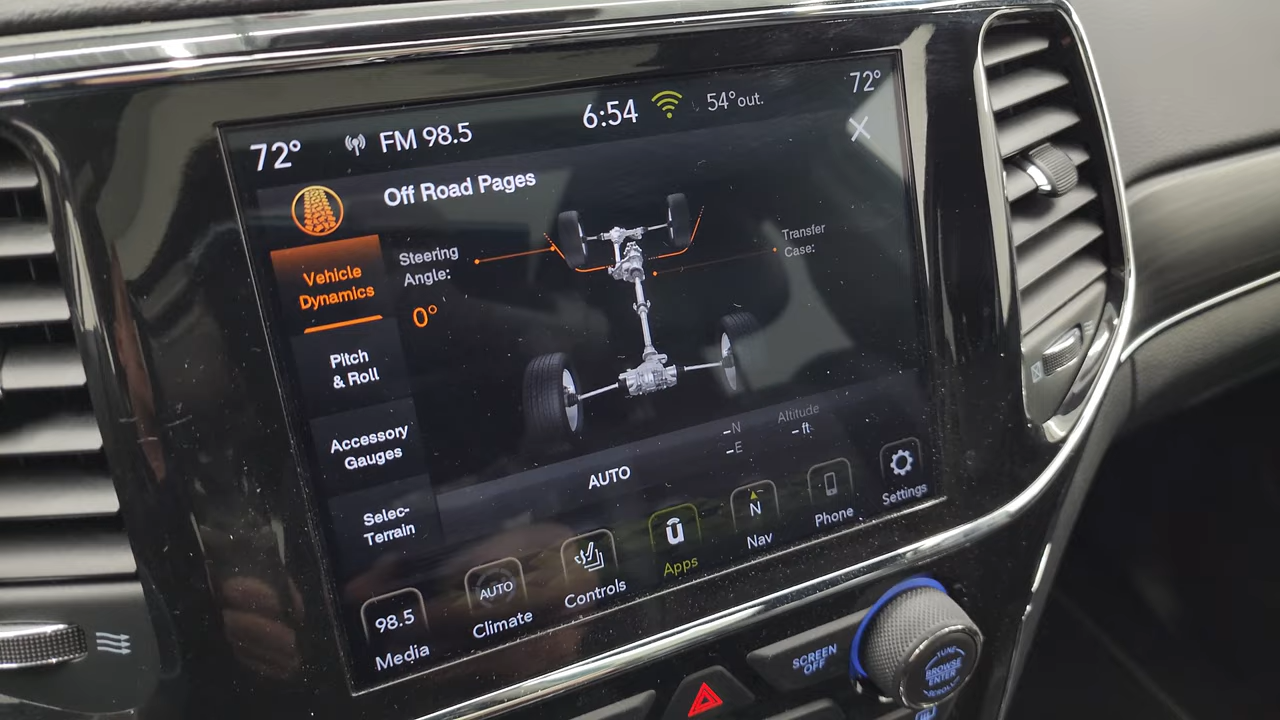 72°
FM 98.5
6:54
54°out.
72°
Off Road Pages
Vehicle
Dynamics
Steering
Angle:
0°
Transfer
Case:
Pitch
& Roll
Accessory
Gauges
Selec-
Terrain
AUTO
–N
–E
Altitude
–ft
98.5
Media
AUTO
Climate
Controls
Apps
N
Nav
Phone
Settings
SCREEN
OFF
TUNE
BROWSE
ENTER
SCROLL